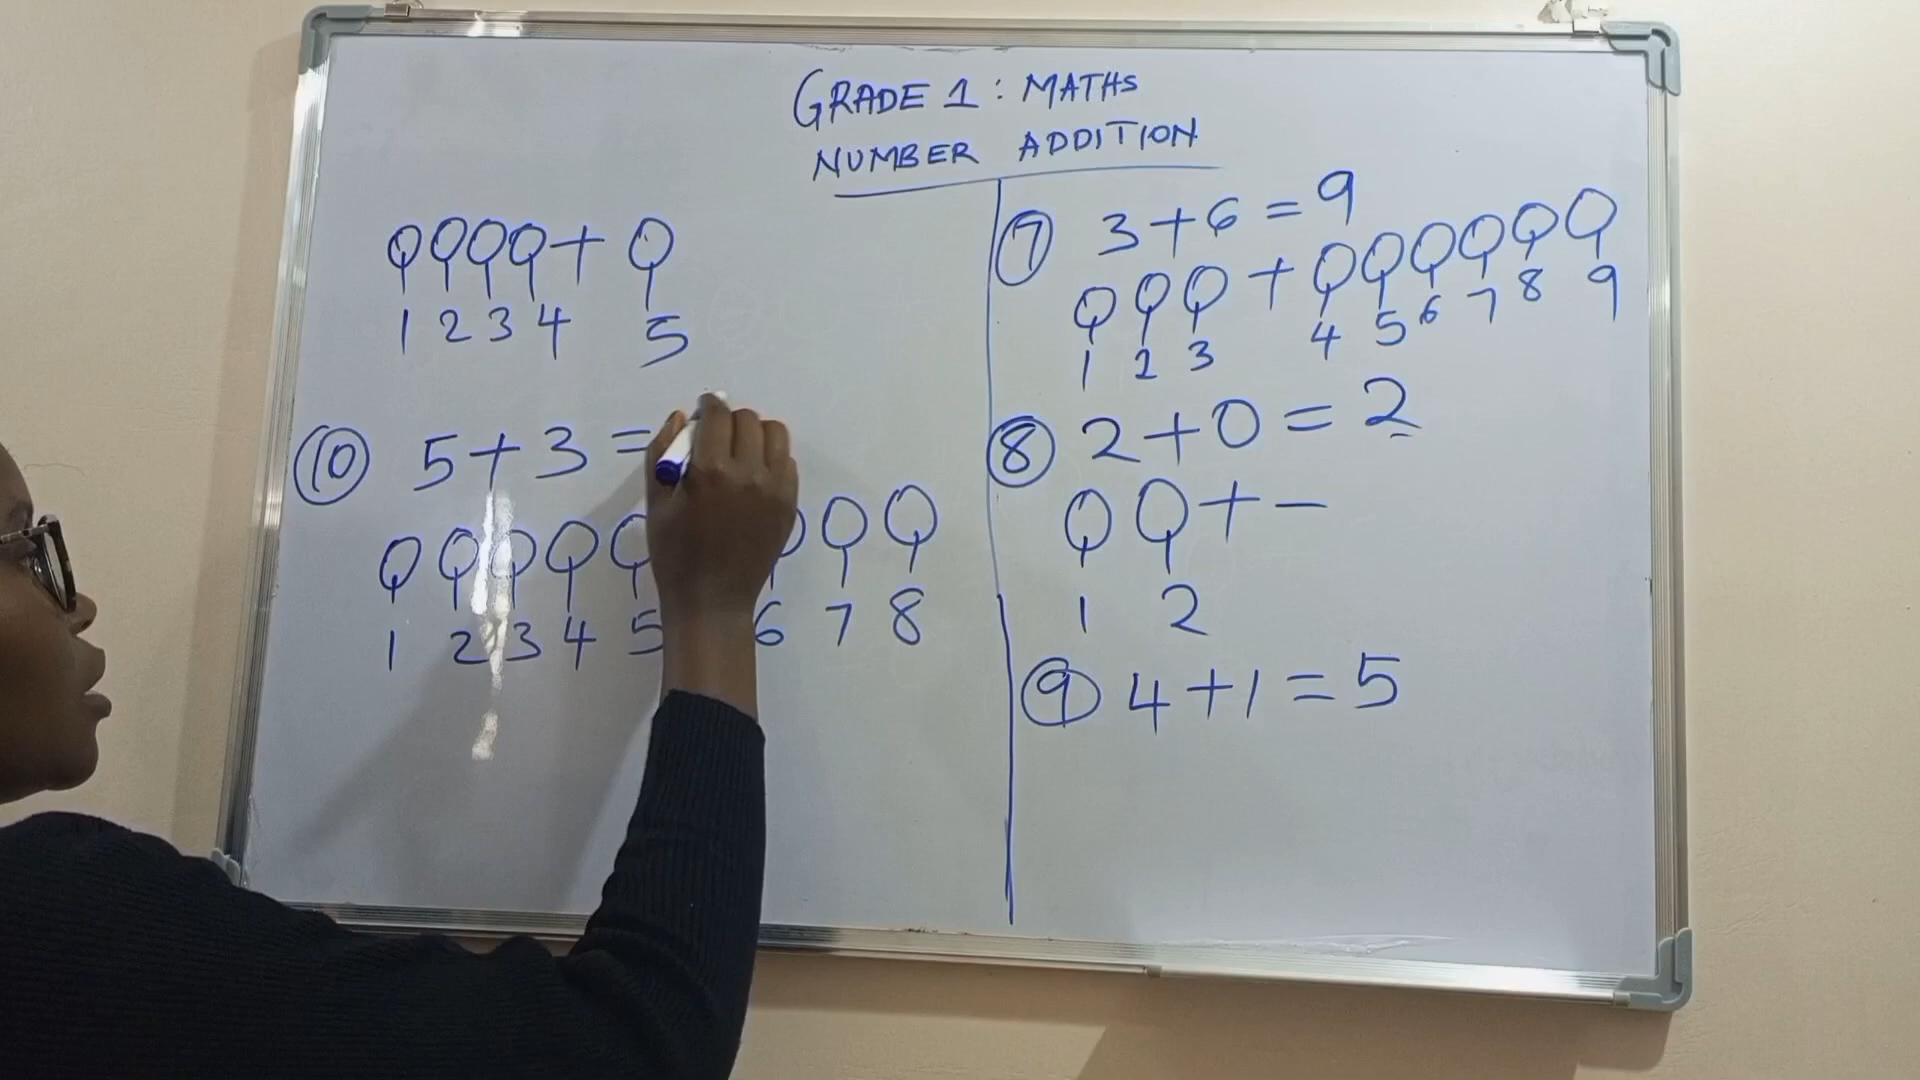 GRADE 1 : MATHS
NUMBER ADDITION
+
1 2 3 4 5
10 5 + 3 =
1 2 3 4 5 6 7 8
7 3 + 6 = 9
+
1 2 3 4 5 6 7 8 9
8 2 + 0 = 2
+ -
1 2
9 4 + 1 = 5